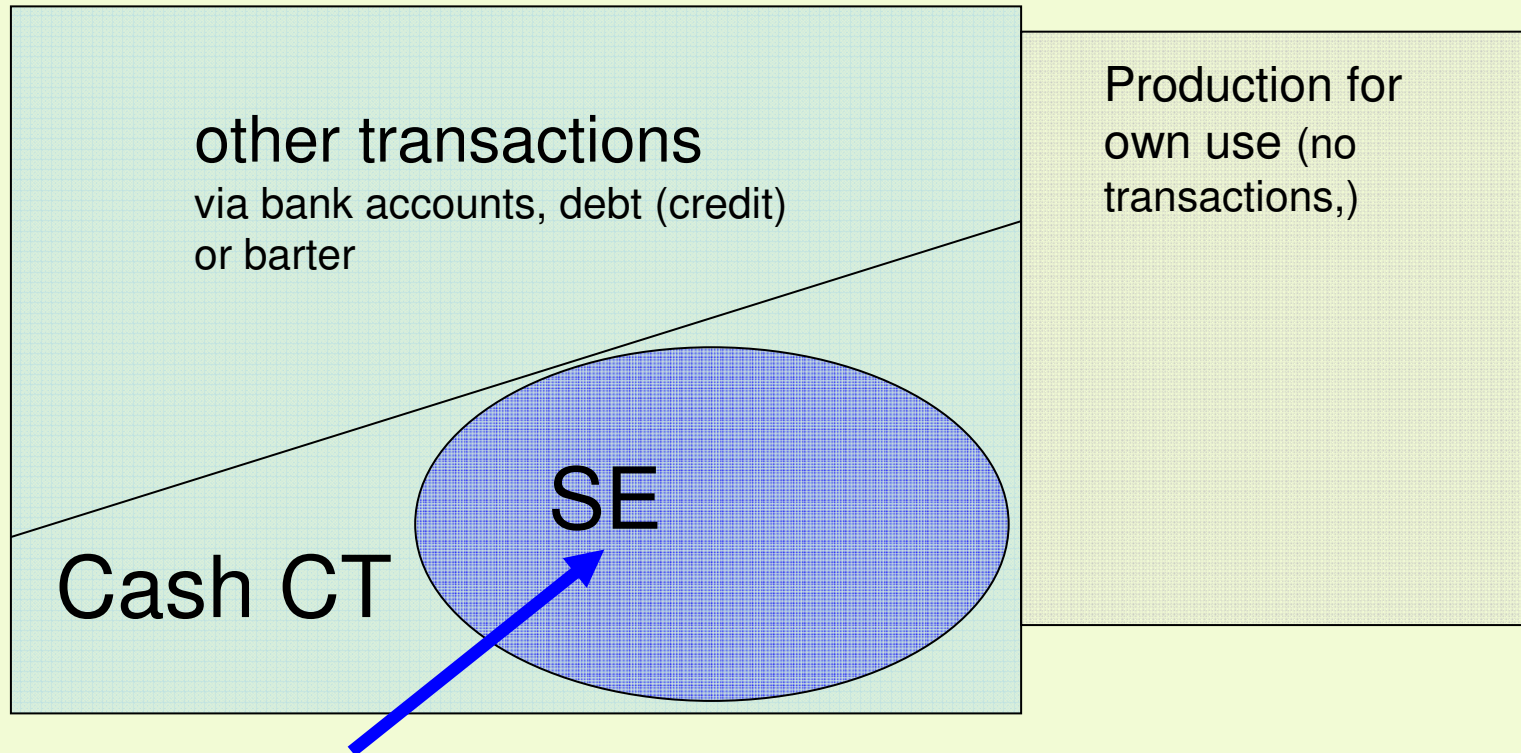 other transactions
via bank accounts, debt (credit)
or barter
Production for
own use (no
transactions,)
SE
Cash CT